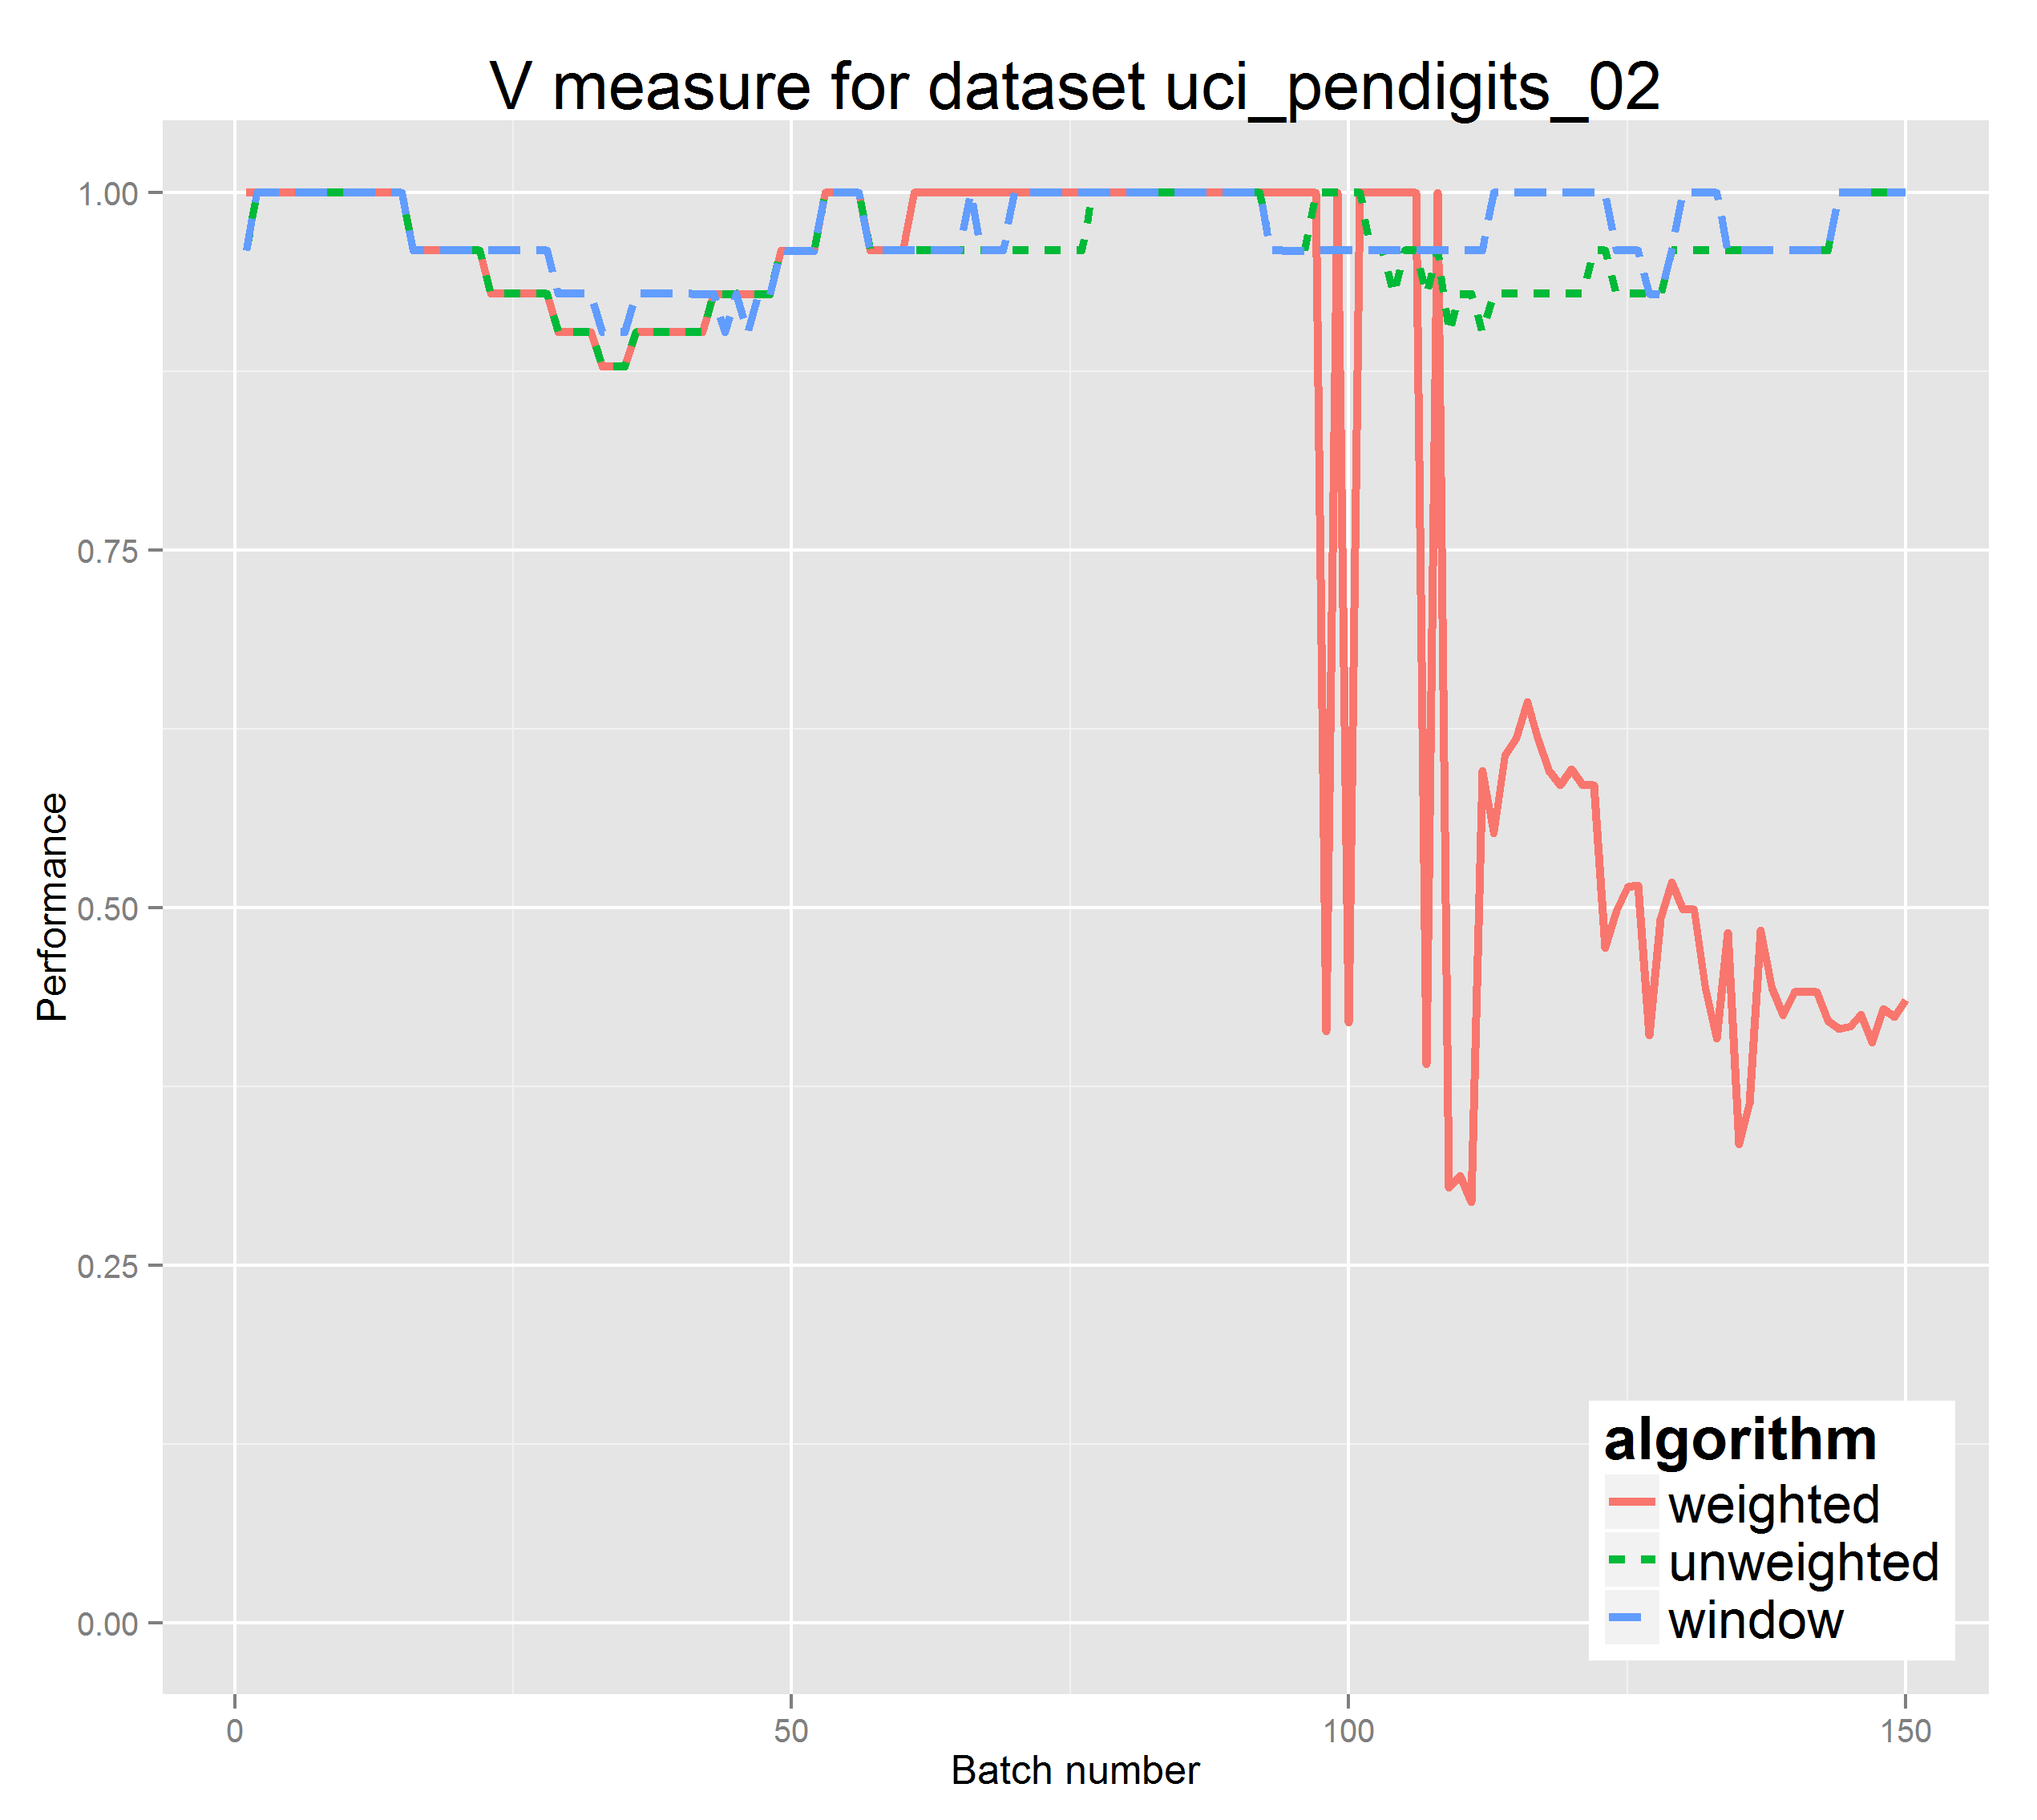 V measure for dataset uci_pendigits_02
1.00
0.75
0.50
0.25
0.00
Performance
0
50
100
150
Batch number
algorithm
weighted
unweighted
window